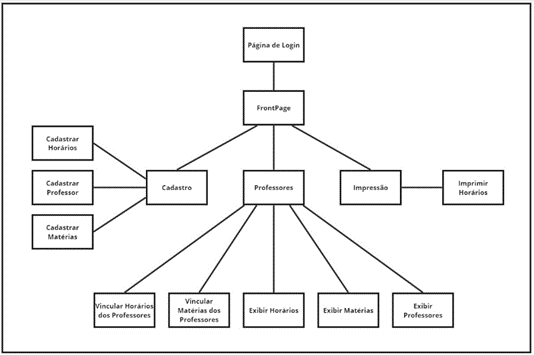 Página de Login
FrontPage
Cadastrar
Horários
Cadastrar
Professor
Cadastrar
Matérias
Cadastro
Professores
Impressão
Imprimir
Horários
Vincular Horários
dos Professores
Vincular
Matérias dos
Professores
Exibir Horários
Exibir Matérias
Exibir
Professores